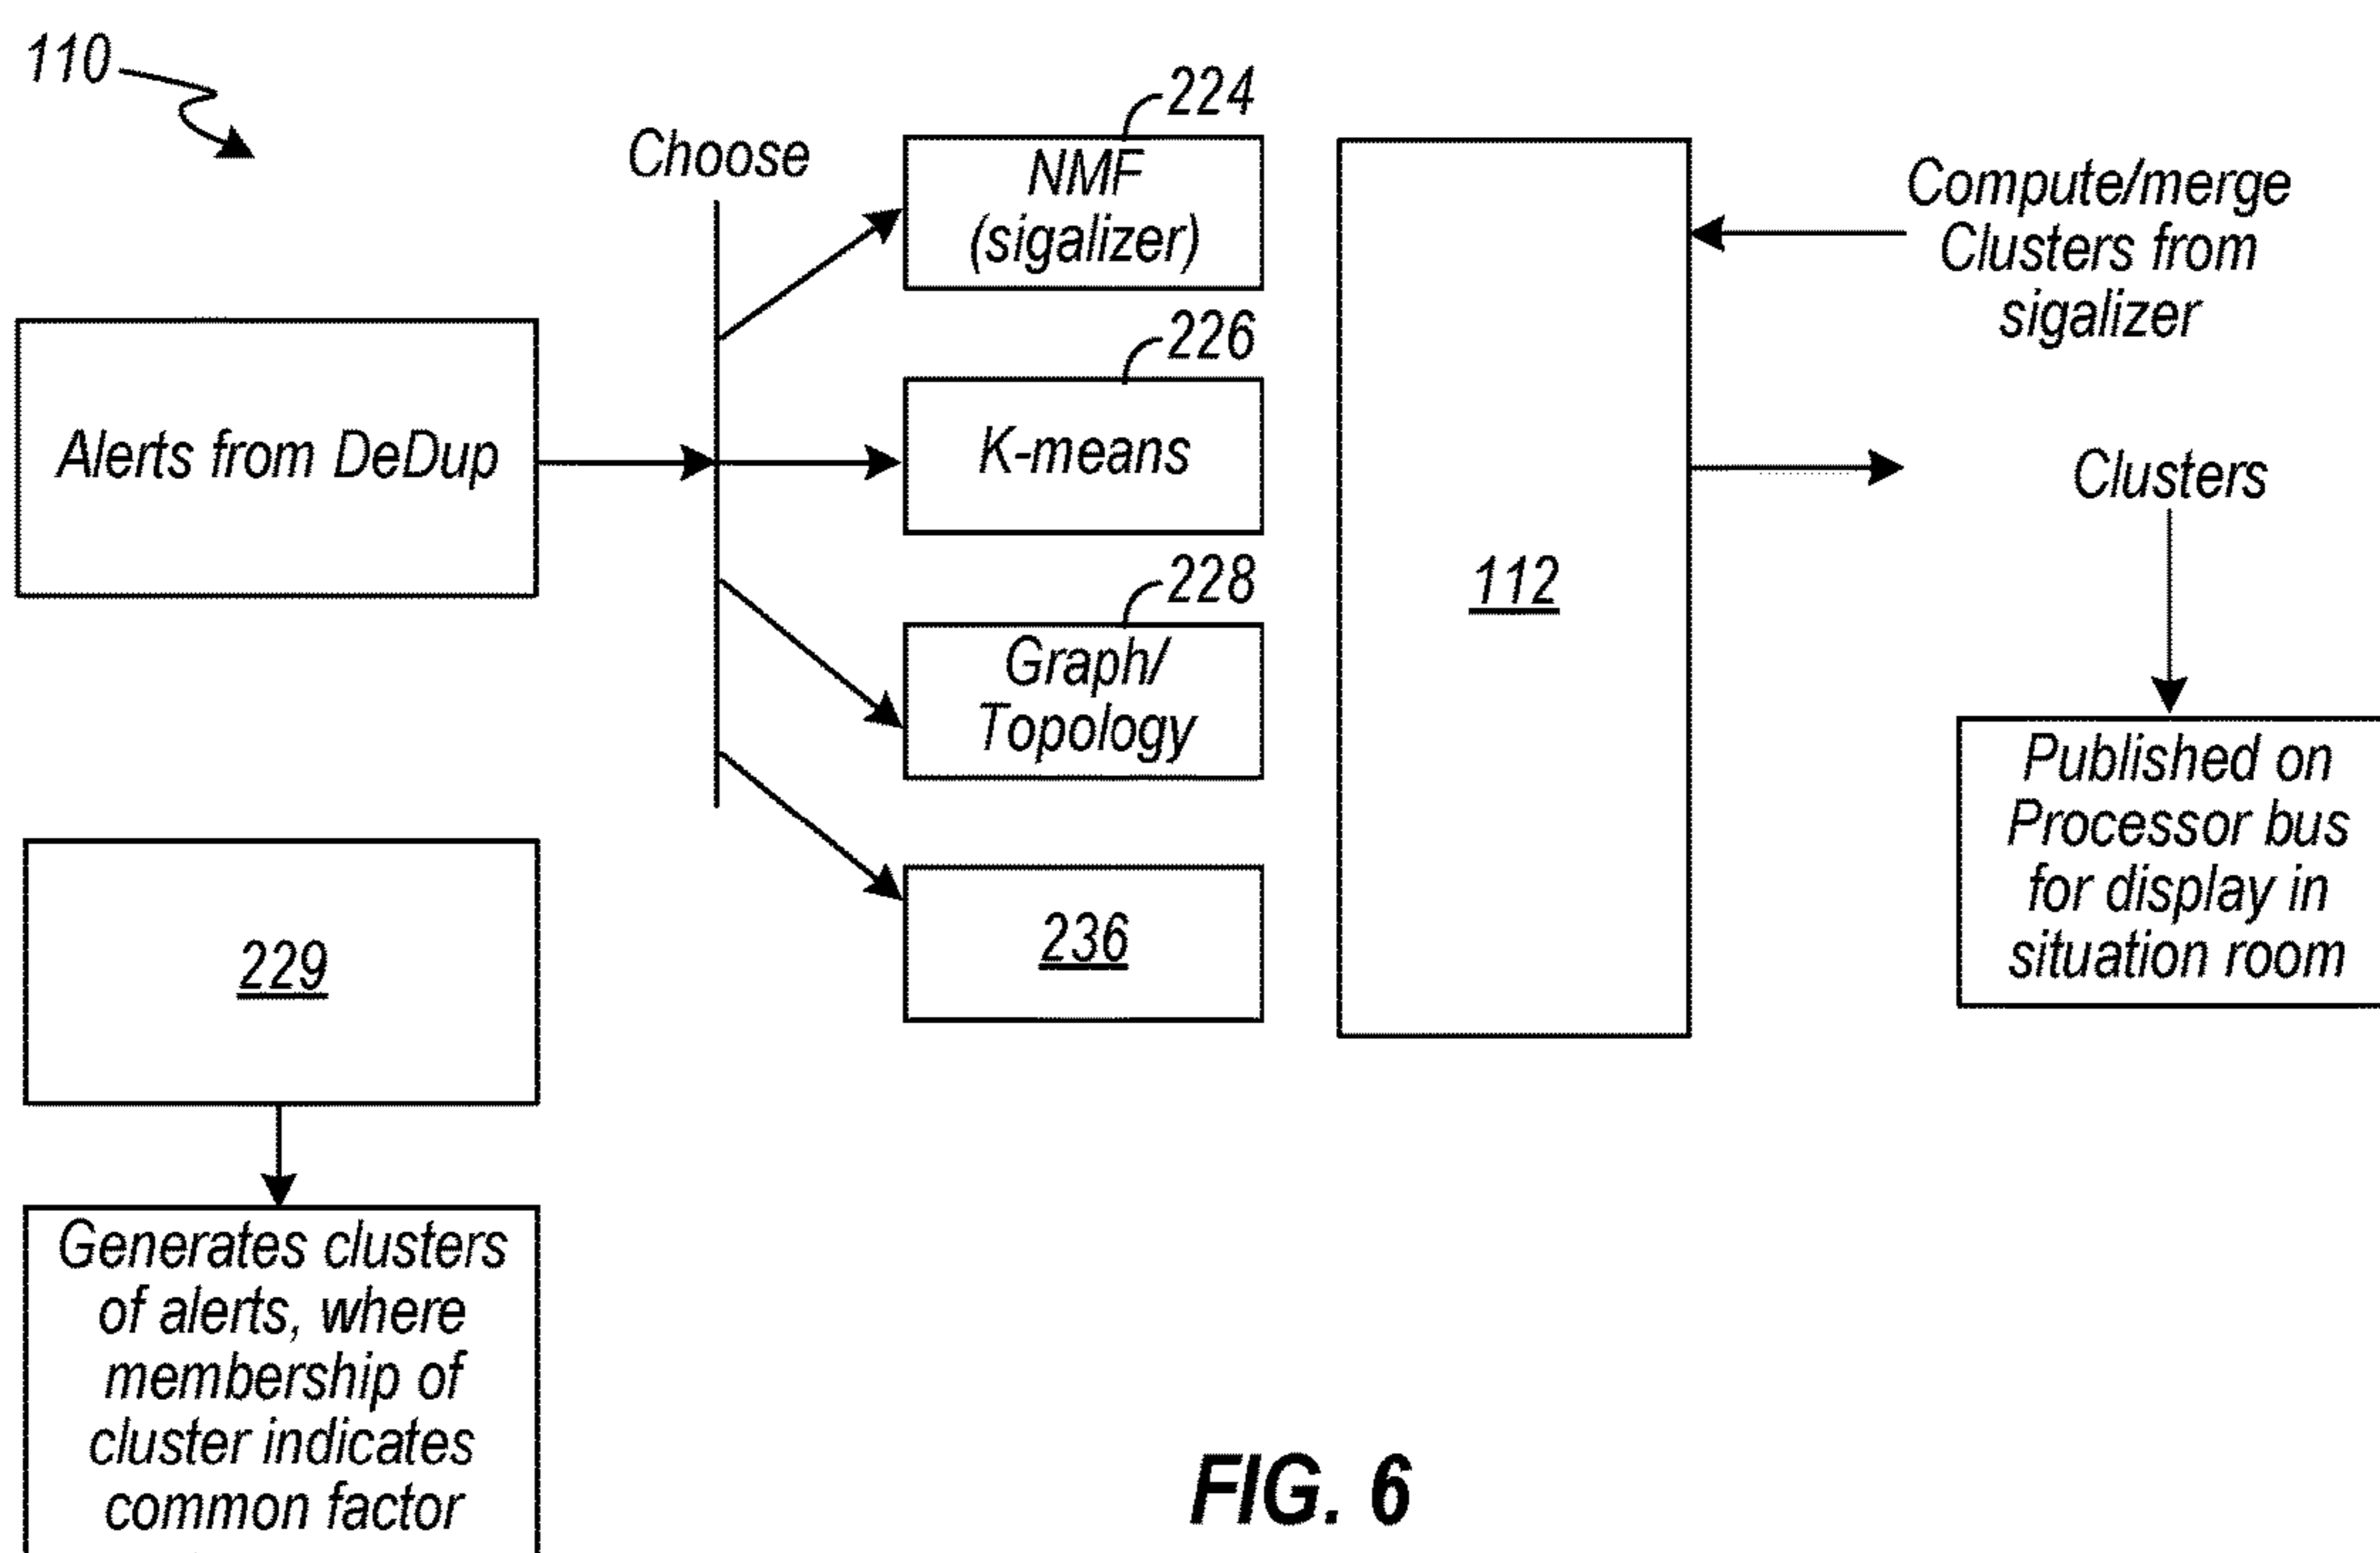 110
Choose
224
NMF
(sigalizer)
Compute/merge
Clusters from
sigalizer
226
K-means
Alerts from DeDup
Clusters
228
Graph/
Topology
112
Published on
Processor bus
for display in
situation room
236
229
Generates clusters
of alerts, where
membership of
cluster indicates
common factor
FIG. 6